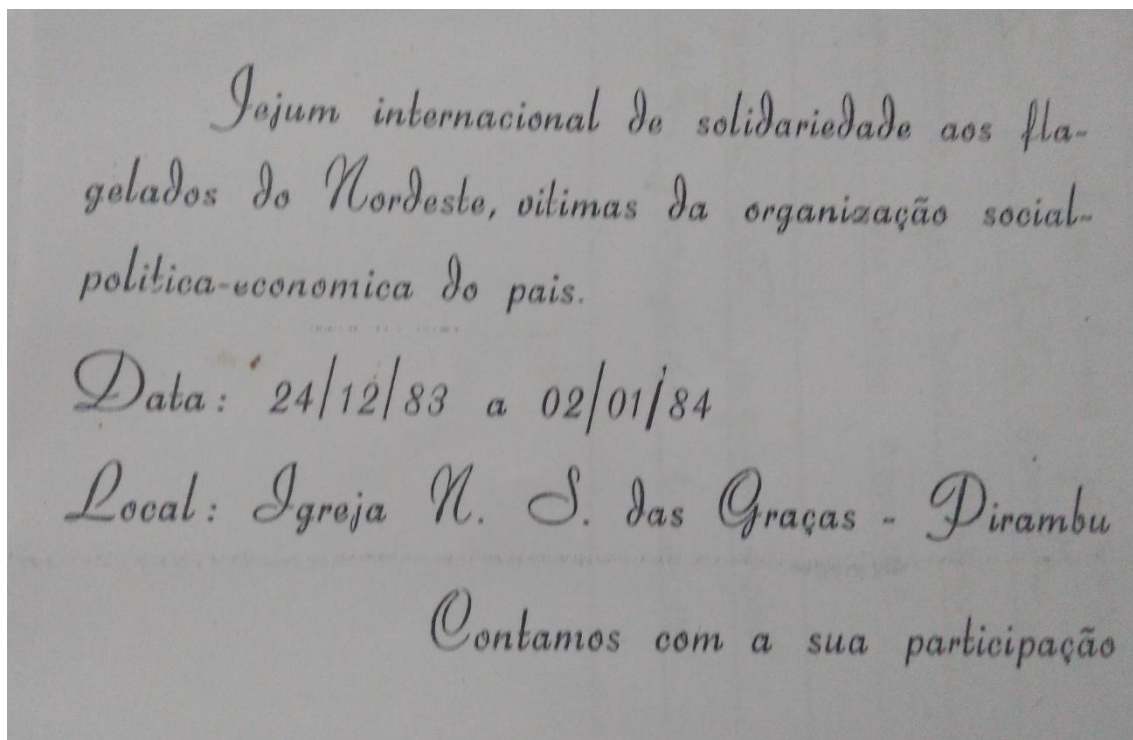 Jejum internacional de solidariedade aos fla-
gelados do Nordeste, vitimas da organização social-
politica-economica do pais.
Data: 24/12/83 a 02/01/84
Local: Igreja N. S. das Graças - Pirambu
Contamos com a sua participação